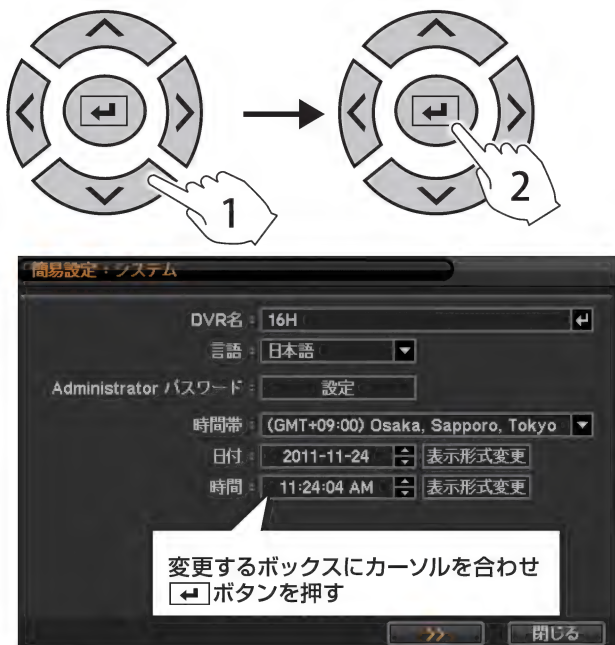 1
2
簡易設定:システム
DVR名: 16H
言語: 日本語
Administrator パスワード: 設定
時間帯: (GMT+09:00) Osaka, Sapporo, Tokyo
日付: 2011-11-24 表示形式変更
時間: 11:24:04 AM 表示形式変更
変更するボックスにカーソルを合わせ
ボタンを押す
>> 閉じる